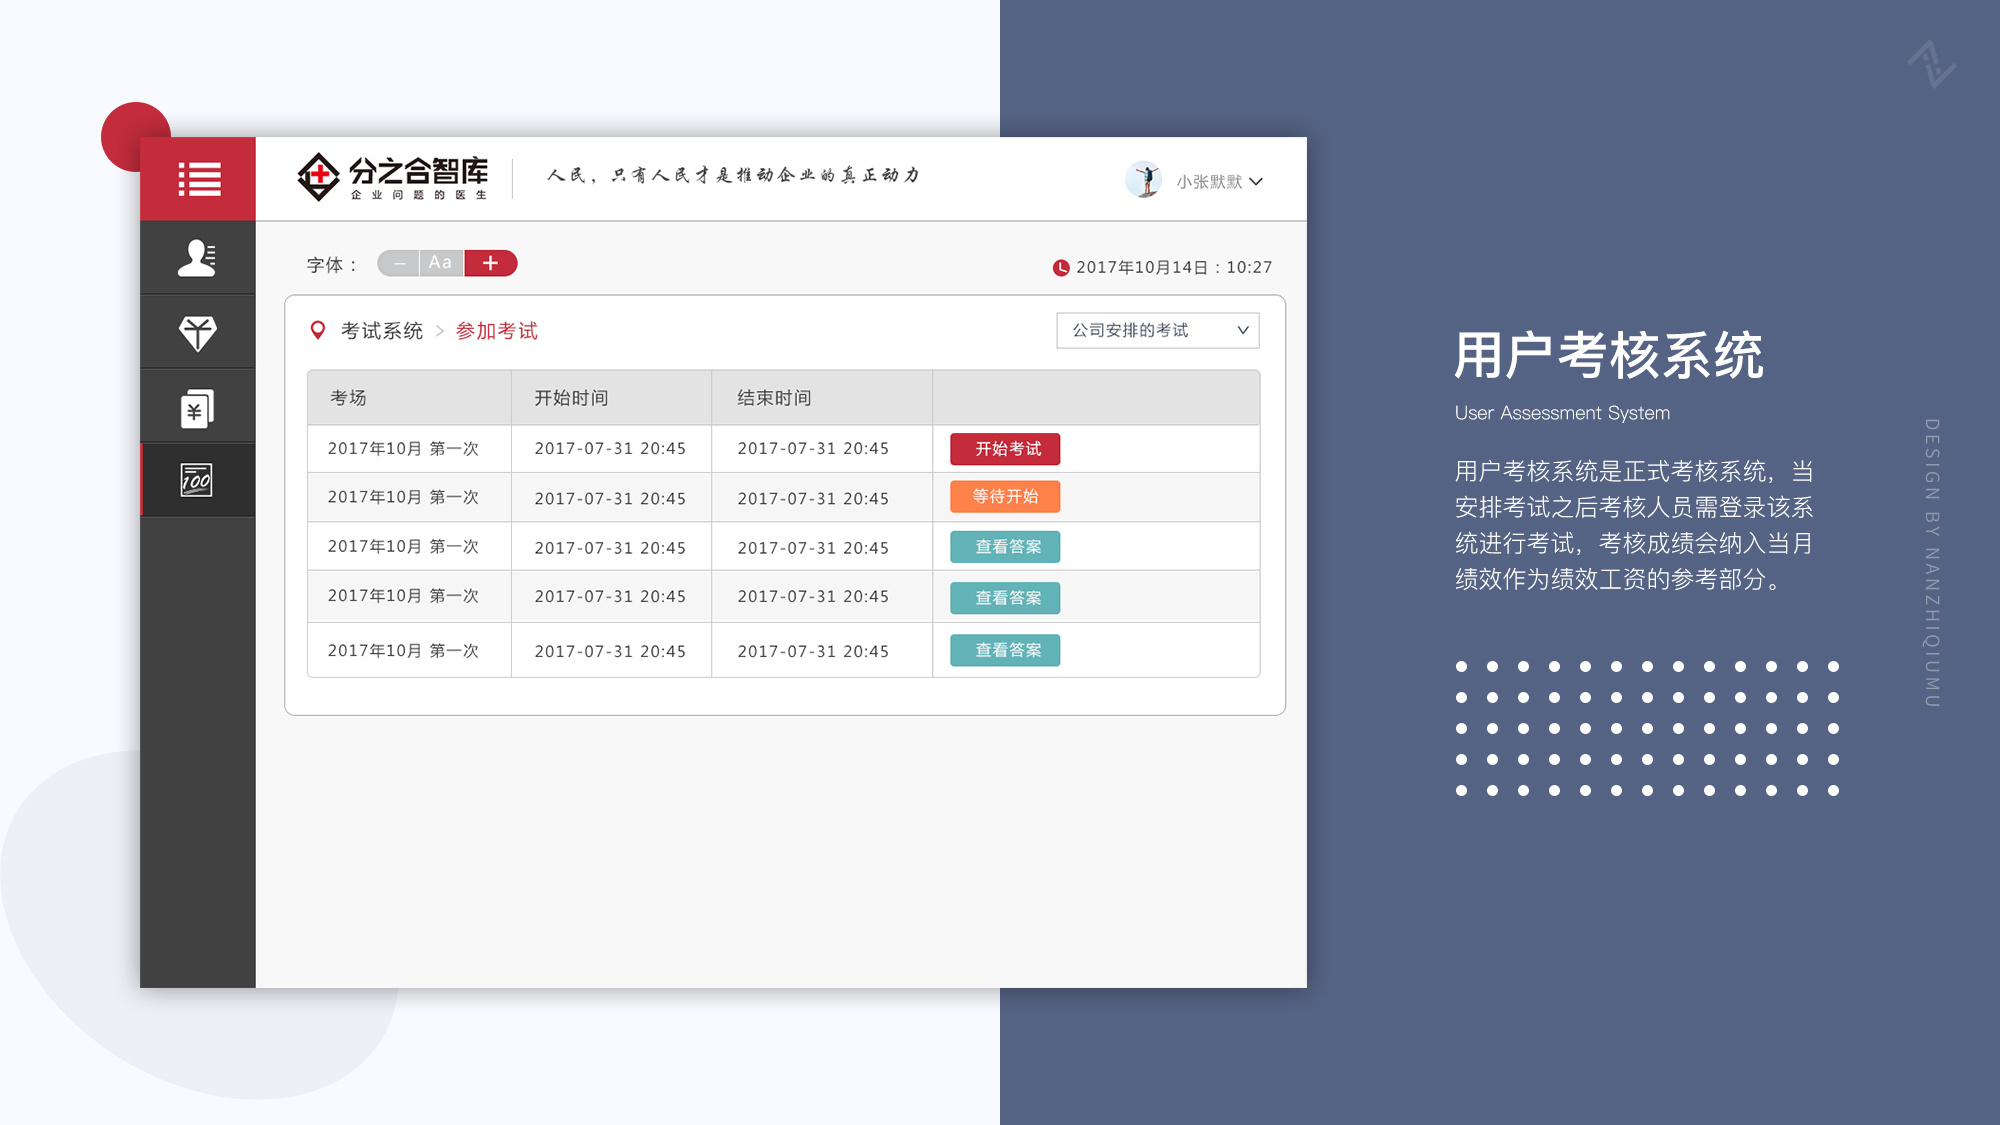 分之合智库
企业问题的医生
人民，只有人民才是推动企业的真正动力
小张默默
字体：
－ Aa ＋
2017年10月14日：10:27
考试系统 > 参加考试
公司安排的考试
考场 开始时间 结束时间
2017年10月 第一次 2017-07-31 20:45 2017-07-31 20:45 开始考试
2017年10月 第一次 2017-07-31 20:45 2017-07-31 20:45 等待开始
2017年10月 第一次 2017-07-31 20:45 2017-07-31 20:45 查看答案
2017年10月 第一次 2017-07-31 20:45 2017-07-31 20:45 查看答案
2017年10月 第一次 2017-07-31 20:45 2017-07-31 20:45 查看答案
¥
100
用户考核系统
User Assessment System
用户考核系统是正式考核系统，当
安排考试之后考核人员需登录该系
统进行考试，考核成绩会纳入当月
绩效作为绩效工资的参考部分。
DESIGN BY NANZHIQIUMU